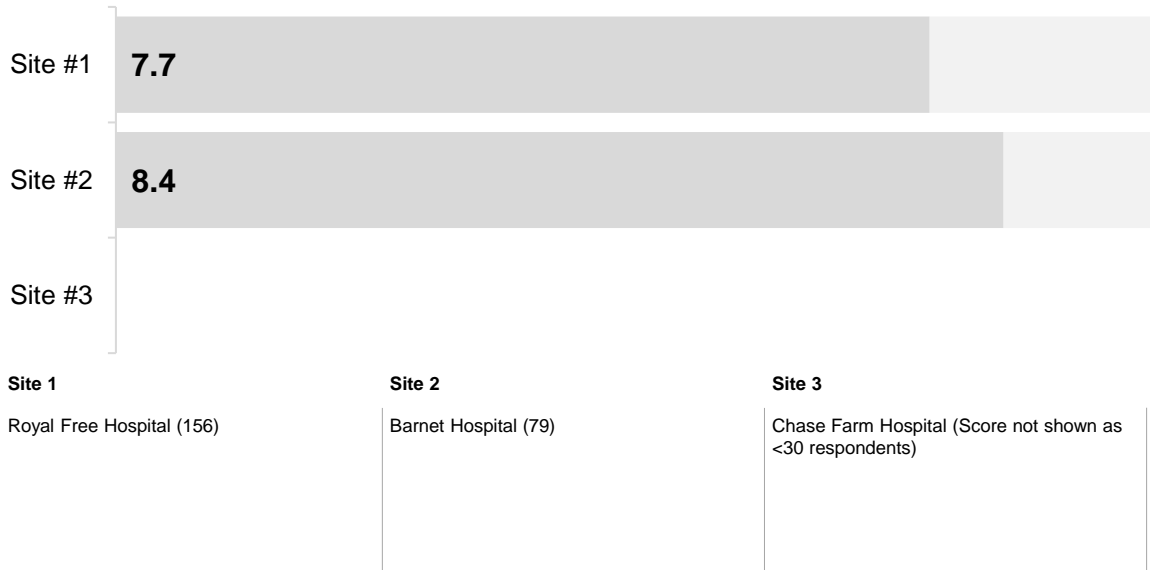 Site #1 7.7
Site #2 8.4
Site #3
Site 1
Royal Free Hospital (156)
Site 2
Barnet Hospital (79)
Site 3
Chase Farm Hospital (Score not shown as
<30 respondents)